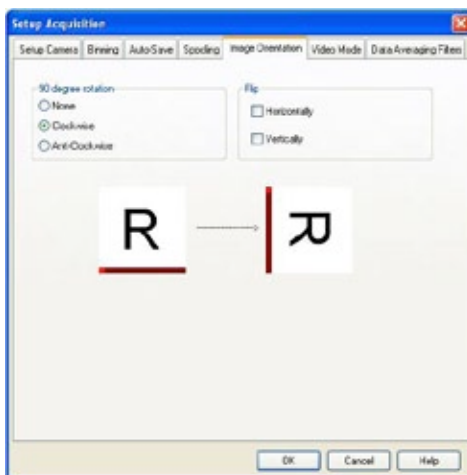 Setup Acquisition
Setup Camera Binning Auto-Save Spooling Image Orientation Video Mode Data Averaging Filters
90 degree rotation
None
Clockwise
Anti-Clockwise
Flip
Horizontally
Vertically
R R
OK Cancel Help